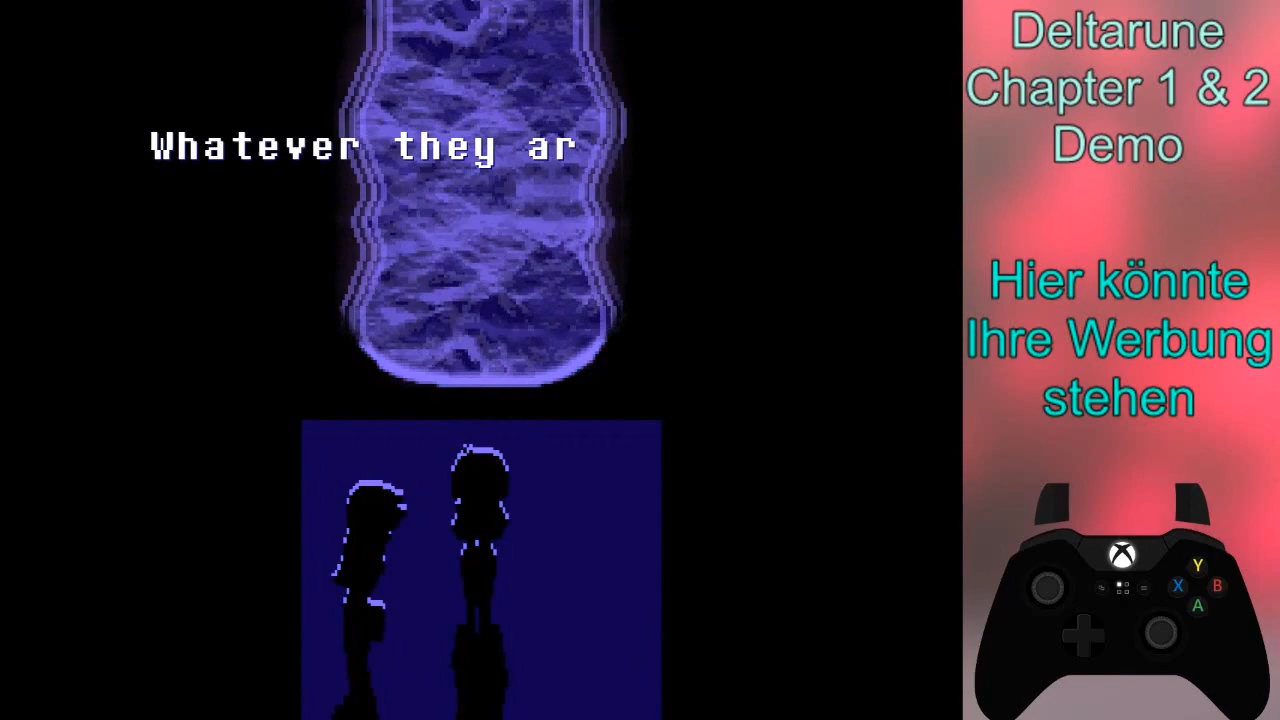 Whatever they ar
Deltarune
Chapter 1 & 2
Demo
Hier könnte
Ihre Werbung
stehen
Y
X
B
A